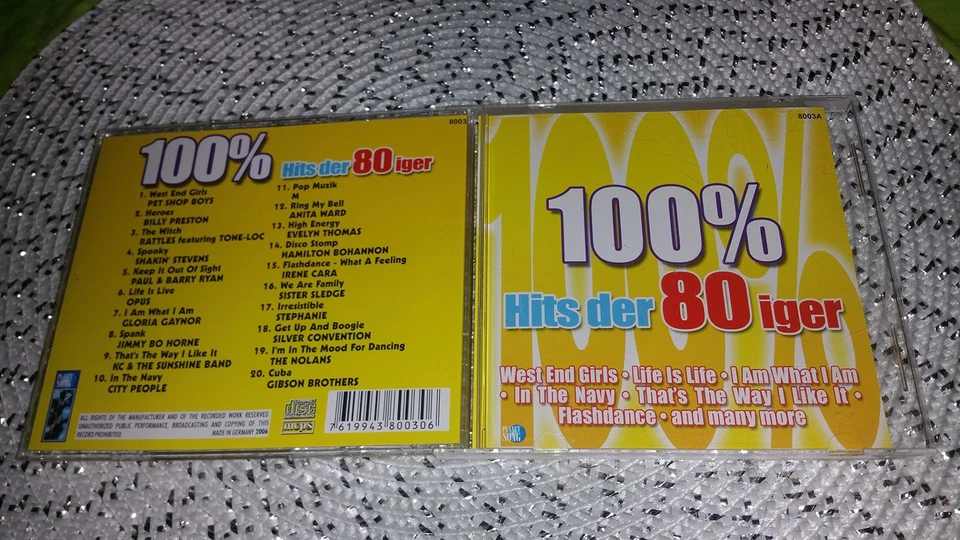 8003
100% Hits der 80 iger
1. West End Girls
PET SHOP BOYS
2. Heroes
BILLY PRESTON
3. The Witch
RATTLES featuring TONE-LOC
4. Spooky
SHAKIN' STEVENS
5. Keep It Out Of Sight
PAUL & BARRY RYAN
6. Life Is Live
OPUS
7. I Am What I Am
GLORIA GAYNOR
8. Spank
JIMMY BO HORNE
9. That's The Way I Like It
KC & THE SUNSHINE BAND
10. In The Navy
CITY PEOPLE
11. Pop Muzik
M
12. Ring My Bell
ANITA WARD
13. High Energy
EVELYN THOMAS
14. Disco Stomp
HAMILTON BOHANNON
15. Flashdance - What A Feeling
IRENE CARA
16. We Are Family
SISTER SLEDGE
17. Irresistible
STEPHANIE
18. Get Up And Boogie
SILVER CONVENTION
19. I'm In The Mood For Dancing
THE NOLANS
20. Cuba
GIBSON BROTHERS
PLANET
SONG
ALL RIGHTS OF THE MANUFACTURER AND OF THE RECORDED WORK RESERVED.
UNAUTHORIZED PUBLIC PERFORMANCE, BROADCASTING AND COPYING OF THIS
RECORD PROHIBITED. MADE IN GERMANY 2006
disc
mcps
7 619943 800306
8003A
100%
100%
Hits der 80 iger
West End Girls • Life Is Life • I Am What I Am
• In The Navy • That's The Way I Like It •
Flashdance • and many more
PLANET
SONG